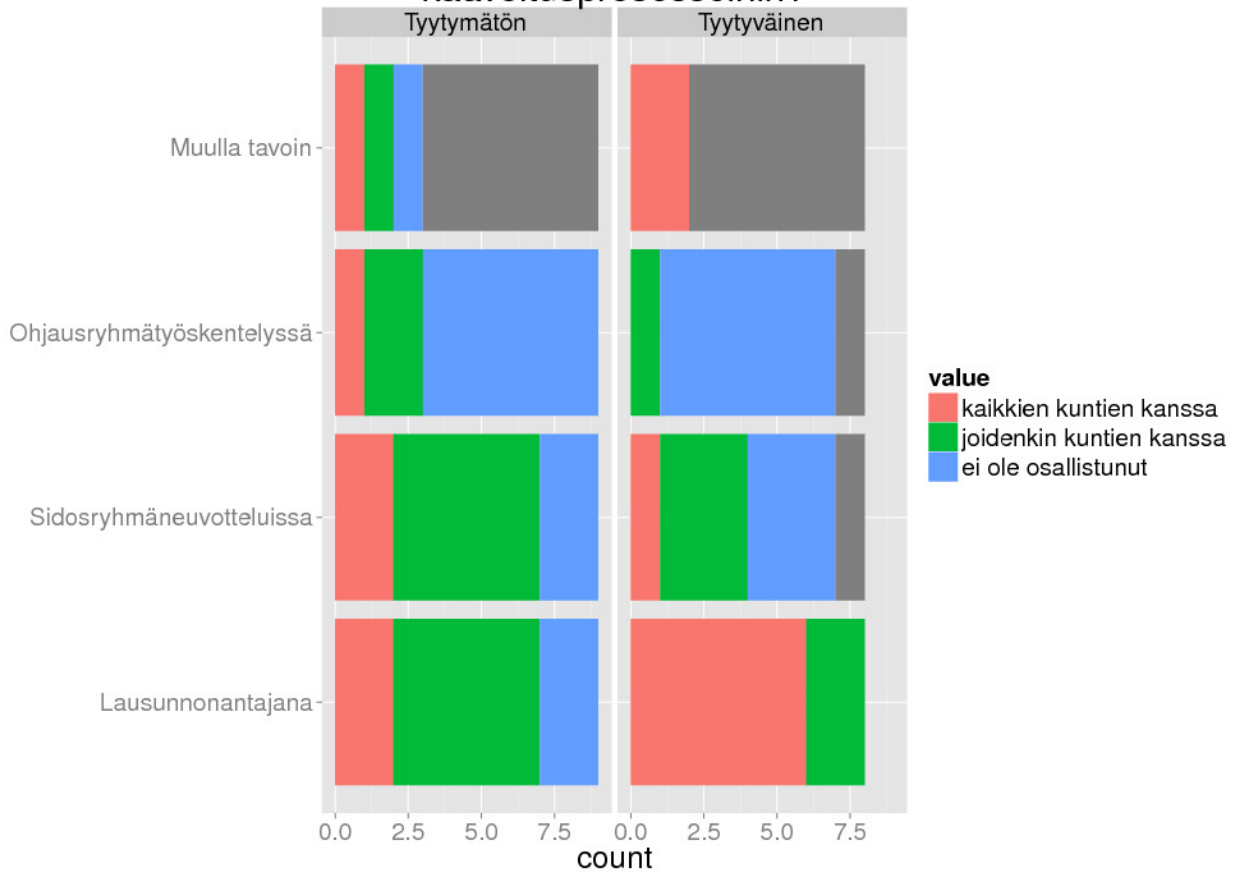 Tyytymätön
Tyytyväinen
Muulla tavoin
Ohjausryhmätyöskentelyssä
Sidosryhmäneuvotteluissa
Lausunnonantajana
0.0 2.5 5.0 7.5 0.0 2.5 5.0 7.5
count
value
kaikkien kuntien kanssa
joidenkin kuntien kanssa
ei ole osallistunut